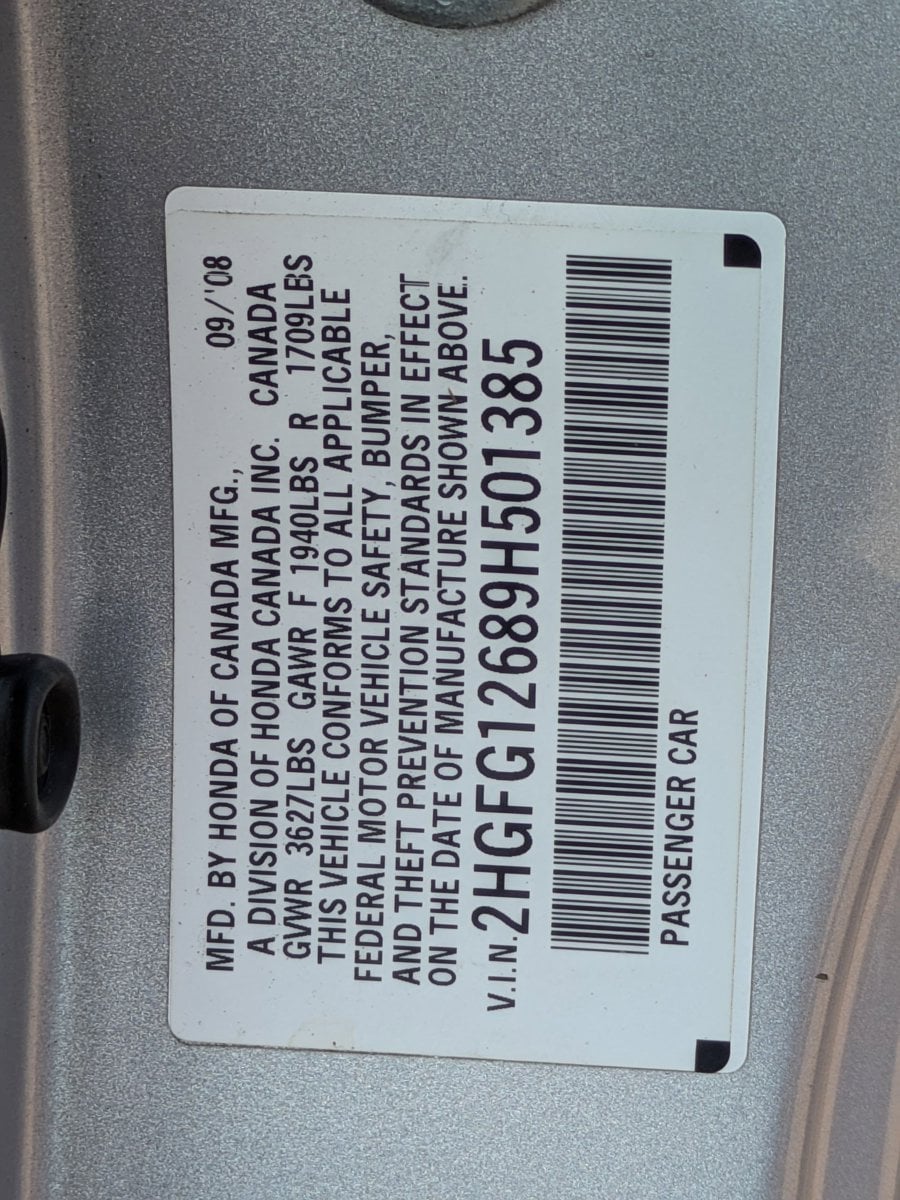 MFD. BY HONDA OF CANADA MFG., 09/'08
A DIVISION OF HONDA CANADA INC. CANADA
GVWR 3627LBS GAWR F 1940LBS R 1709LBS
THIS VEHICLE CONFORMS TO ALL APPLICABLE
FEDERAL MOTOR VEHICLE SAFETY, BUMPER,
AND THEFT PREVENTION STANDARDS IN EFFECT
ON THE DATE OF MANUFACTURE SHOWN ABOVE.
V.I.N. 2HGFG12689H501385
PASSENGER CAR